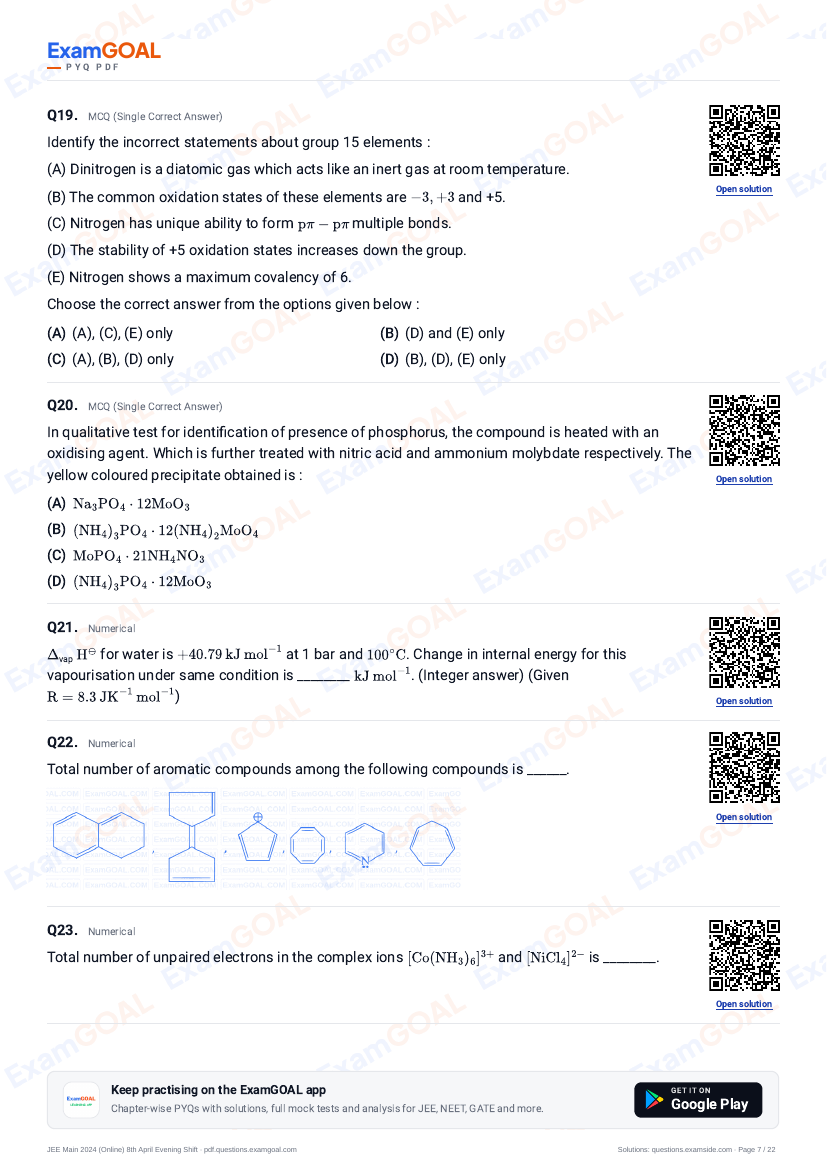 ExamGOAL
PYQ PDF
Q19. MCQ (Single Correct Answer)
Identify the incorrect statements about group 15 elements :
(A) Dinitrogen is a diatomic gas which acts like an inert gas at room temperature.
(B) The common oxidation states of these elements are −3, +3 and +5.
(C) Nitrogen has unique ability to form pπ − pπ multiple bonds.
(D) The stability of +5 oxidation states increases down the group.
(E) Nitrogen shows a maximum covalency of 6.
Choose the correct answer from the options given below :
(A) (A), (C), (E) only (B) (D) and (E) only
(C) (A), (B), (D) only (D) (B), (D), (E) only
Open solution
Q20. MCQ (Single Correct Answer)
In qualitative test for identification of presence of phosphorus, the compound is heated with an
oxidising agent. Which is further treated with nitric acid and ammonium molybdate respectively. The
yellow coloured precipitate obtained is :
(A) Na₃PO₄ · 12MoO₃
(B) (NH₄)₃PO₄ · 12(NH₄)₂MoO₄
(C) MoPO₄ · 21NH₄NO₃
(D) (NH₄)₃PO₄ · 12MoO₃
Open solution
Q21. Numerical
Δvap H⊖ for water is +40.79 kJ mol⁻¹ at 1 bar and 100°C. Change in internal energy for this
vapourisation under same condition is ________ kJ mol⁻¹. (Integer answer) (Given
R = 8.3 JK⁻¹ mol⁻¹)
Open solution
Q22. Numerical
Total number of aromatic compounds among the following compounds is ______.
, , , , ,
N
Open solution
Q23. Numerical
Total number of unpaired electrons in the complex ions [Co(NH₃)₆]³⁺ and [NiCl₄]²⁻ is ________.
Open solution
ExamGOAL
Keep practising on the ExamGOAL app
Chapter-wise PYQs with solutions, full mock tests and analysis for JEE, NEET, GATE and more.
GET IT ON
Google Play
JEE Main 2024 (Online) 8th April Evening Shift · pdf.questions.examgoal.com Solutions: questions.examside.com · Page 7 / 22